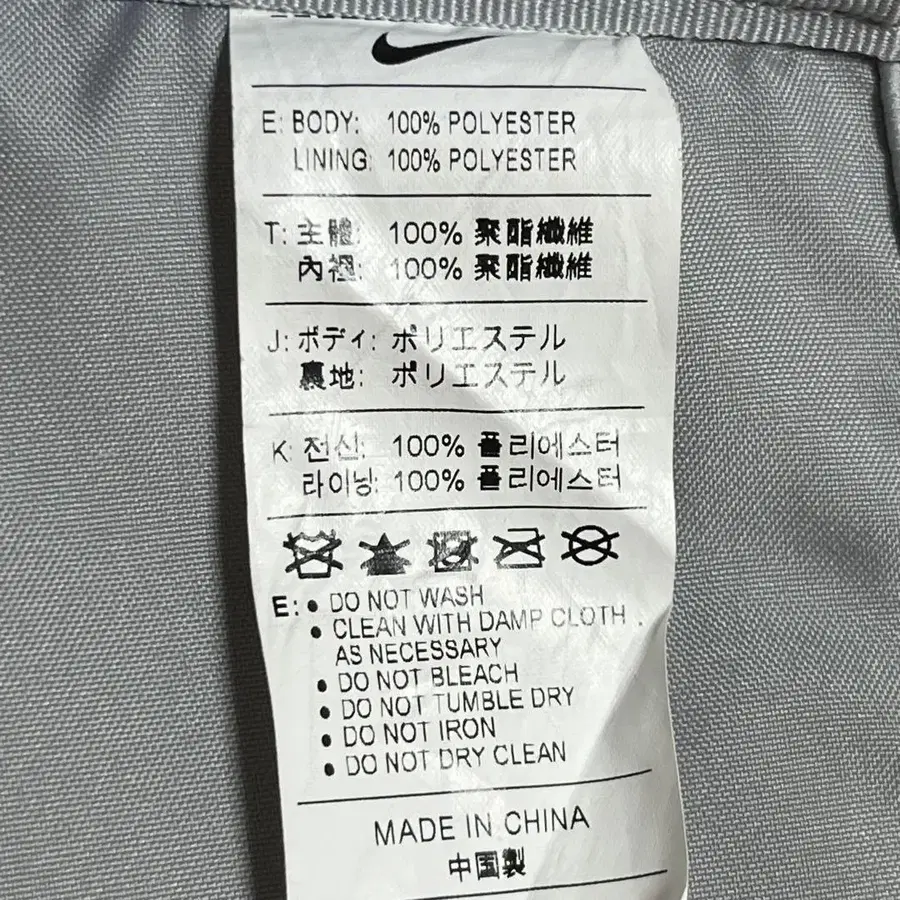 E: BODY: 100% POLYESTER
LINING: 100% POLYESTER
T: 主體: 100% 聚酯纖維
內裡: 100% 聚酯纖維
J: ボディ: ポリエステル
裏地: ポリエステル
K: 전신: 100% 폴리에스터
라이닝: 100% 폴리에스터
E: • DO NOT WASH
• CLEAN WITH DAMP CLOTH
AS NECESSARY
• DO NOT BLEACH
• DO NOT TUMBLE DRY
• DO NOT IRON
• DO NOT DRY CLEAN
MADE IN CHINA
中国製